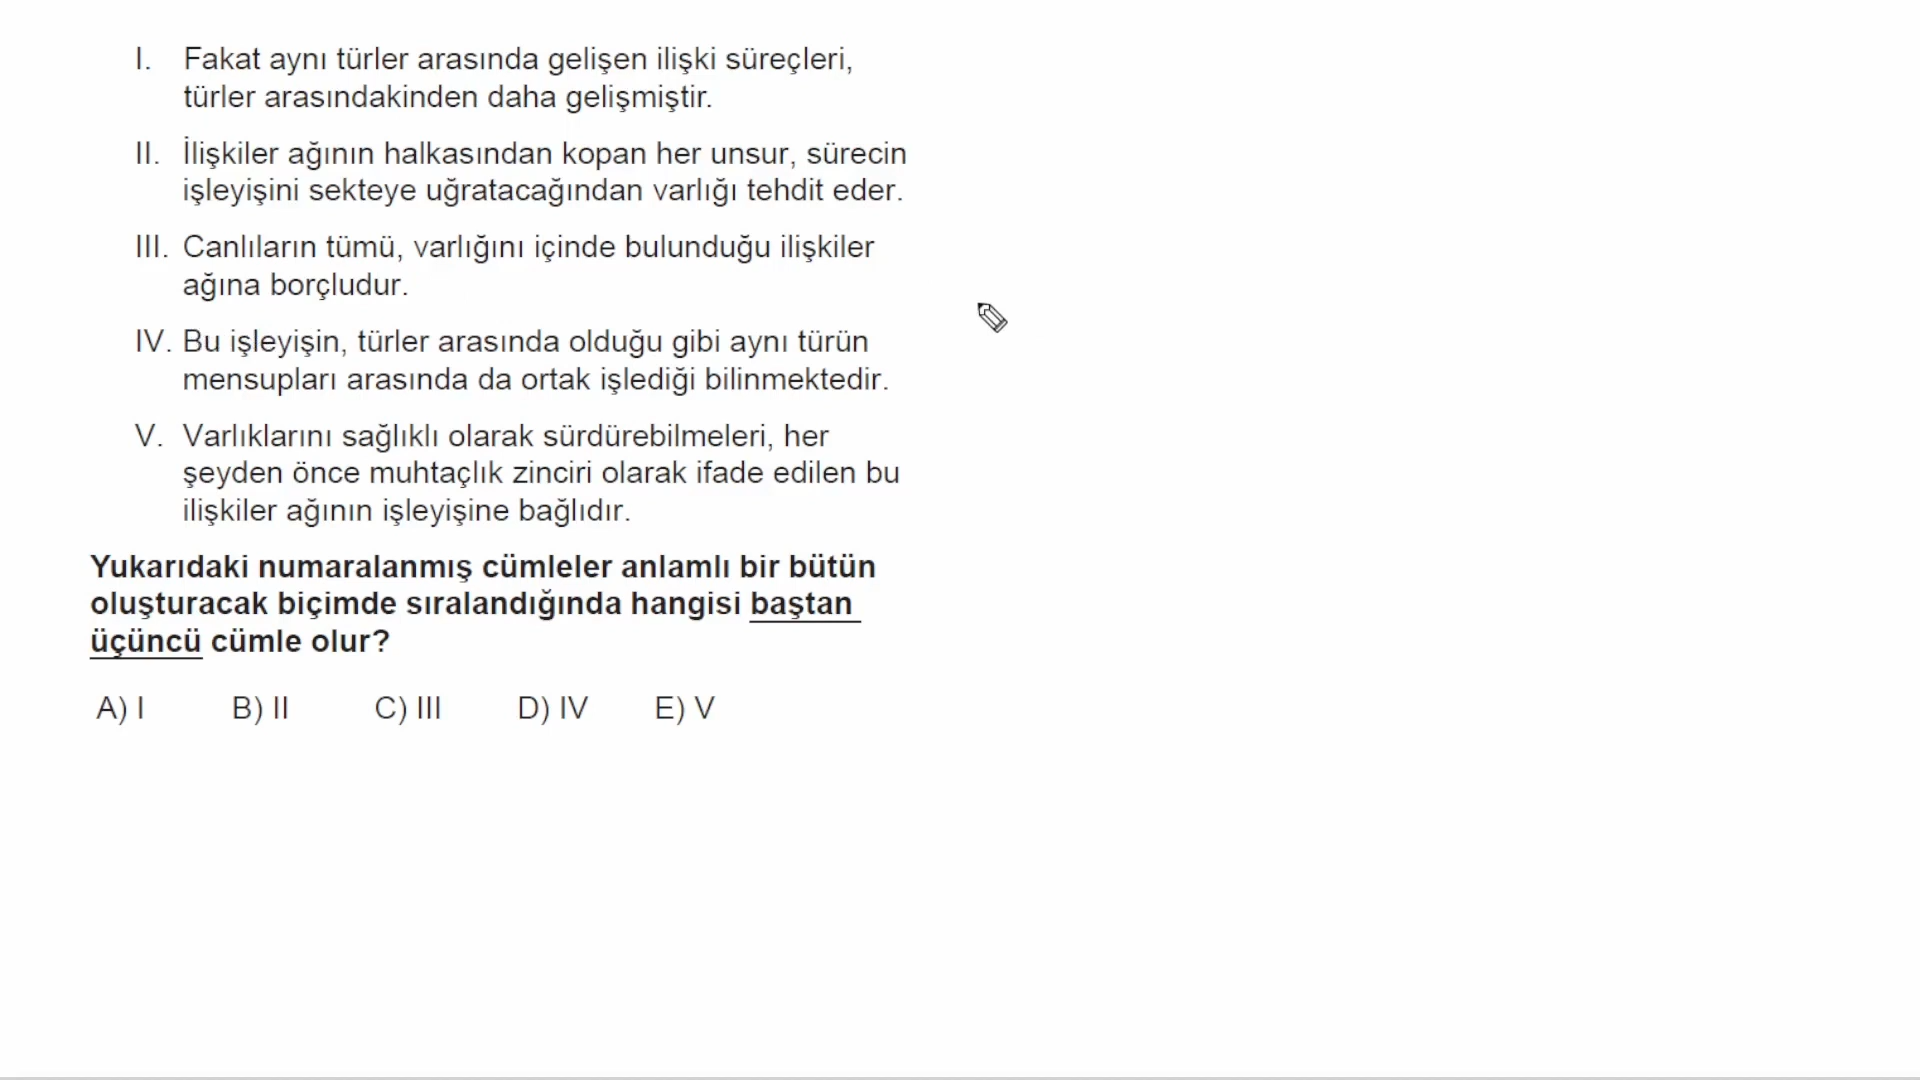 I. Fakat aynı türler arasında gelişen ilişki süreçleri,
türler arasındakinden daha gelişmiştir.
II. İlişkiler ağının halkasından kopan her unsur, sürecin
işleyişini sekteye uğratacağından varlığı tehdit eder.
III. Canlıların tümü, varlığını içinde bulunduğu ilişkiler
ağına borçludur.
IV. Bu işleyişin, türler arasında olduğu gibi aynı türün
mensupları arasında da ortak işlediği bilinmektedir.
V. Varlıklarını sağlıklı olarak sürdürebilmeleri, her
şeyden önce muhtaçlık zinciri olarak ifade edilen bu
ilişkiler ağının işleyişine bağlıdır.
Yukarıdaki numaralanmış cümleler anlamlı bir bütün
oluşturacak biçimde sıralandığında hangisi baştan
üçüncü cümle olur?
A) I B) II C) III D) IV E) V